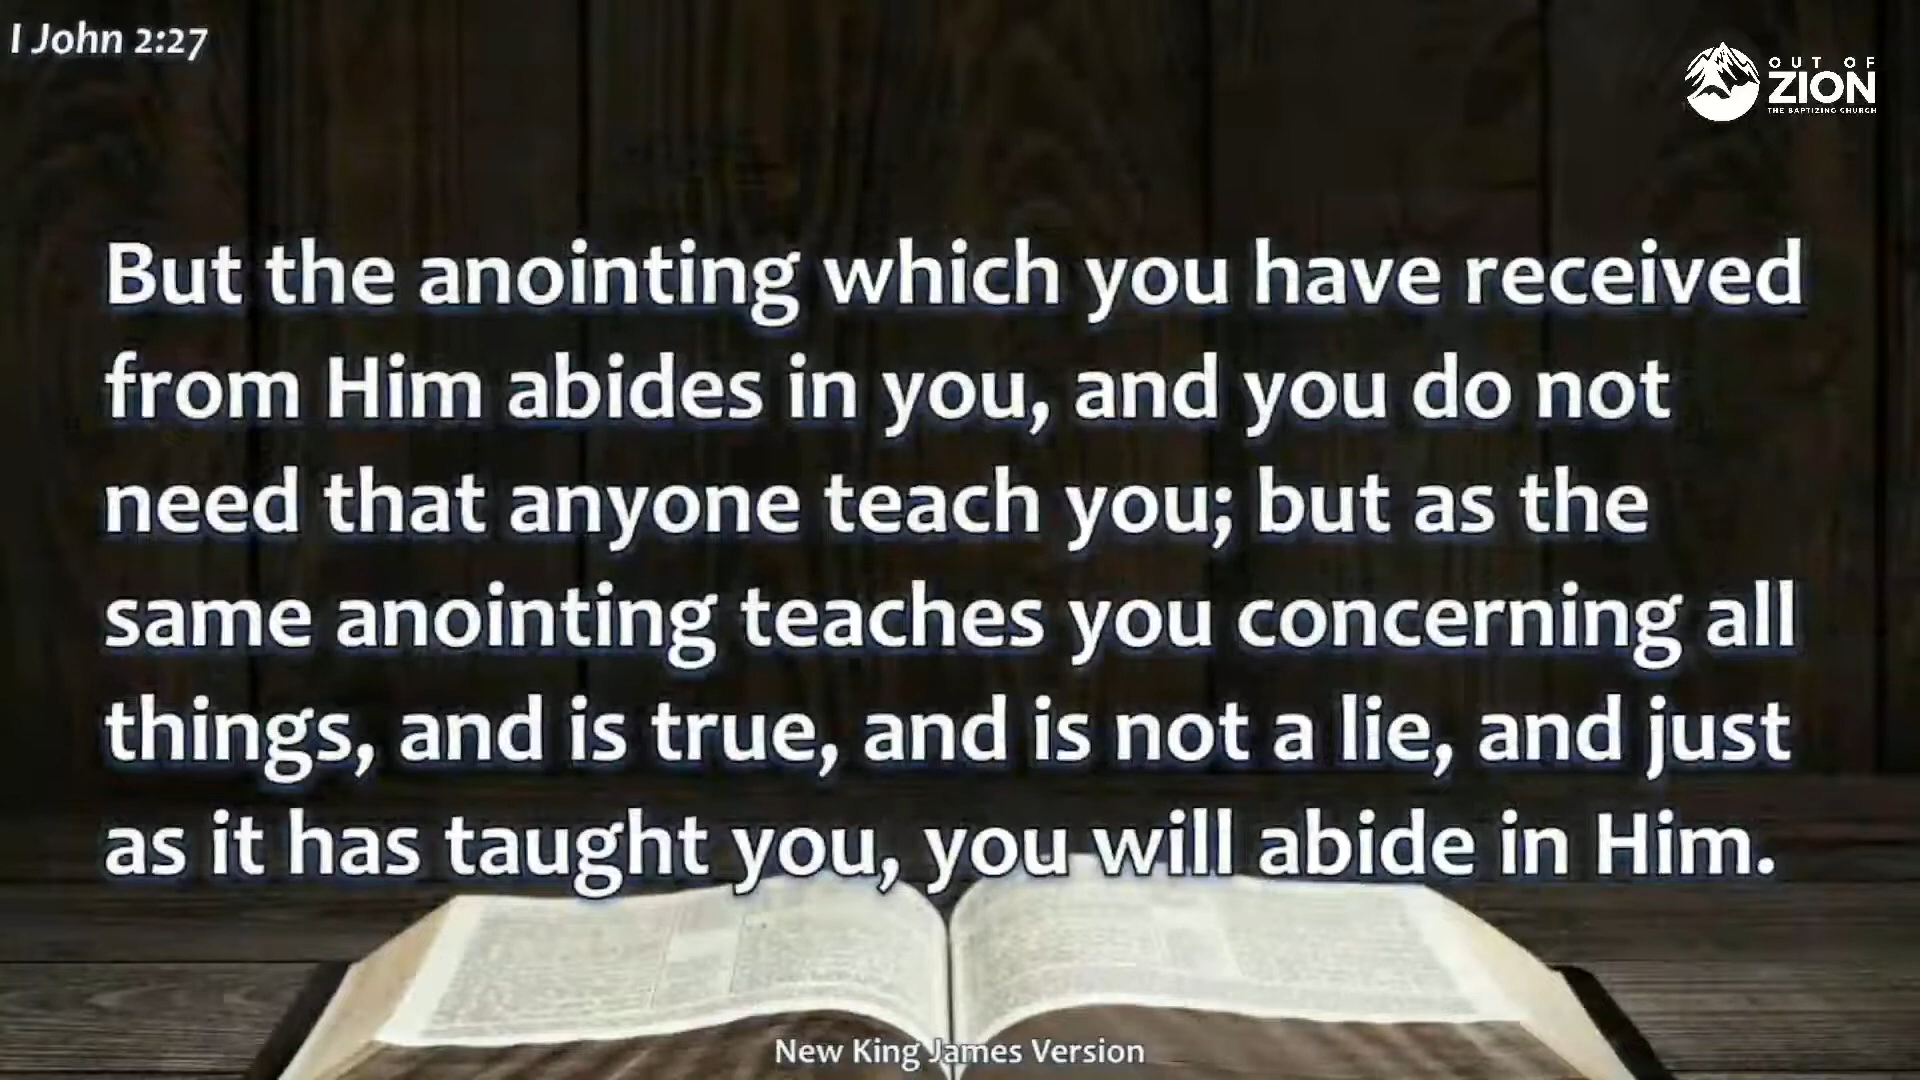 I John 2:27
OUT OF
ZION
THE BAPTIZING CHURCH
But the anointing which you have received
from Him abides in you, and you do not
need that anyone teach you; but as the
same anointing teaches you concerning all
things, and is true, and is not a lie, and just
as it has taught you, you will abide in Him.
New King James Version